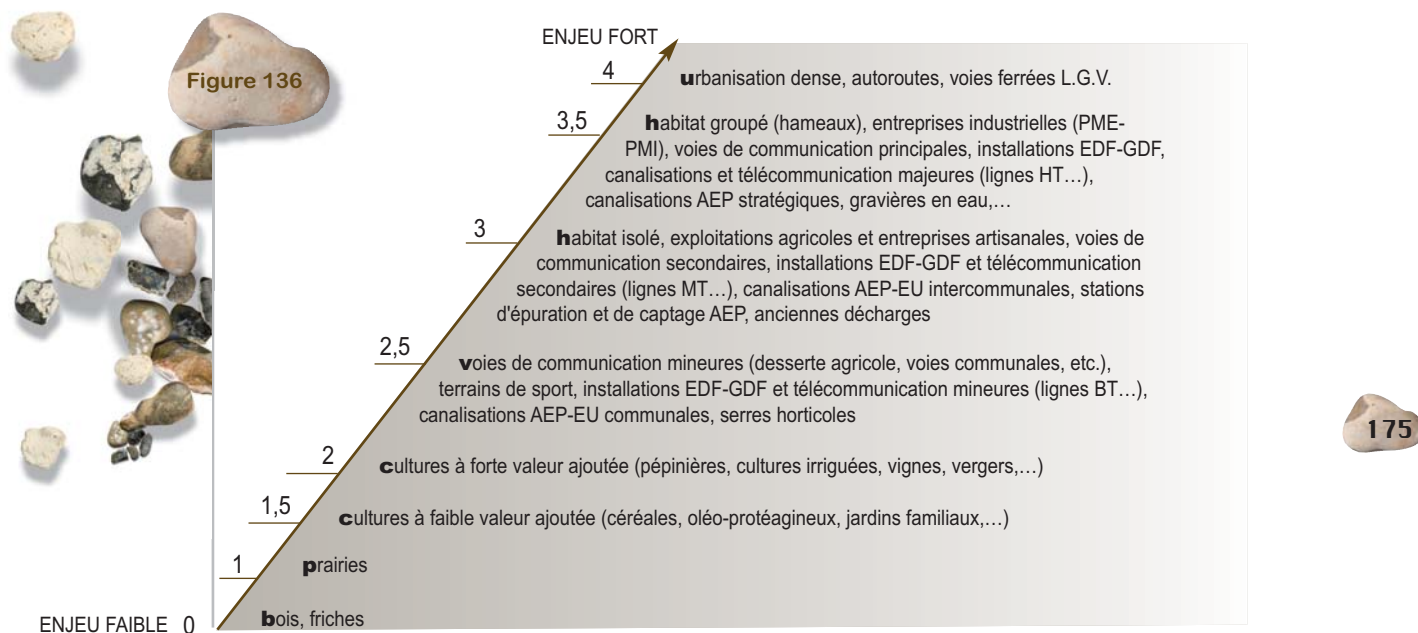 ENJEU FORT
Figure 136
4
urbanisation dense, autoroutes, voies ferrées L.G.V.
3,5
habitat groupé (hameaux), entreprises industrielles (PME-
PMI), voies de communication principales, installations EDF-GDF,
canalisations et télécommunication majeures (lignes HT…),
canalisations AEP stratégiques, gravières en eau,…
3
habitat isolé, exploitations agricoles et entreprises artisanales, voies de
communication secondaires, installations EDF-GDF et télécommunication
secondaires (lignes MT…), canalisations AEP-EU intercommunales, stations
d'épuration et de captage AEP, anciennes décharges
2,5
voies de communication mineures (desserte agricole, voies communales, etc.),
terrains de sport, installations EDF-GDF et télécommunication mineures (lignes BT…),
canalisations AEP-EU communales, serres horticoles
175
2
cultures à forte valeur ajoutée (pépinières, cultures irriguées, vignes, vergers,…)
1,5
cultures à faible valeur ajoutée (céréales, oléo-protéagineux, jardins familiaux,…)
1
prairies
bois, friches
ENJEU FAIBLE 0